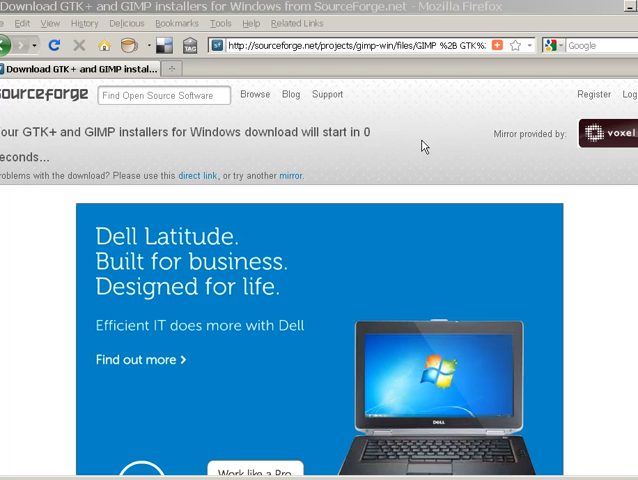 Download GTK+ and GIMP installers for Windows from SourceForge.net - Mozilla Firefox
Edit View History Delicious Bookmarks Tools Help Related Links
http://sourceforge.net/projects/gimp-win/files/GIMP %2B GTK% Google
Download GTK+ and GIMP instal...
sourceforge Find Open Source Software Browse Blog Support Register Log
our GTK+ and GIMP installers for Windows download will start in 0
econds...
Mirror provided by: voxel
roblems with the download? Please use this direct link, or try another mirror.
Dell Latitude.
Built for business.
Designed for life.
Efficient IT does more with Dell
Find out more >
DELL
Work like a Pro